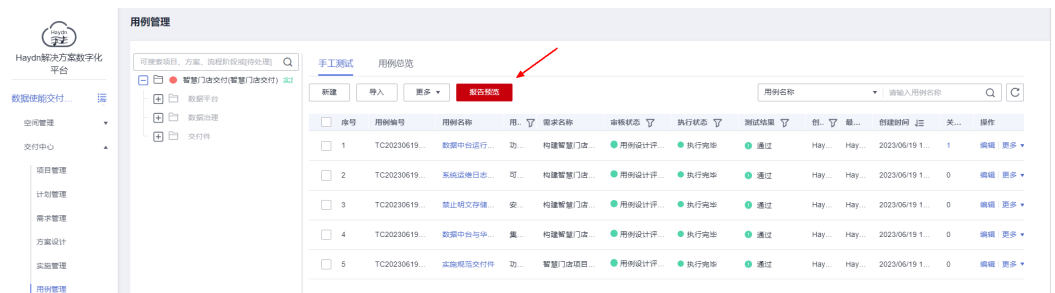 用例管理
Haydn
Haydn解决方案数字化
平台
数据使能交付...
空间管理
交付中心
项目管理
计划管理
需求管理
方案设计
实施管理
用例管理
可搜索项目、方案、流程阶段或[待处理]
智慧门店交付(智慧门店交付)
数据平台
数据治理
交付件
手工测试 用例总览
新建 导入 更多 报告预览 用例名称 请输入用例名称
序号 用例编号 用例名称 用.. 需求名称 审核状态 执行状态 测试结果 创.. 最... 创建时间 关... 操作
1 TC20230619... 数据中台运行... 功... 构建智慧门店... 用例设计评... 执行完毕 通过 Hay... Hay... 2023/06/19 1... 1 编辑 更多
2 TC20230619... 系统运维日志... 可... 构建智慧门店... 用例设计评... 执行完毕 通过 Hay... Hay... 2023/06/19 1... 0 编辑 更多
3 TC20230619... 禁止明文存储... 安... 构建智慧门店... 用例设计评... 执行完毕 通过 Hay... Hay... 2023/06/19 1... 0 编辑 更多
4 TC20230619... 数据中台与华... 集... 构建智慧门店... 用例设计评... 执行完毕 通过 Hay... Hay... 2023/06/19 1... 0 编辑 更多
5 TC20230619... 实施规范交付件 功... 智慧门店项目... 用例设计评... 执行完毕 通过 Hay... Hay... 2023/06/19 1... 0 编辑 更多